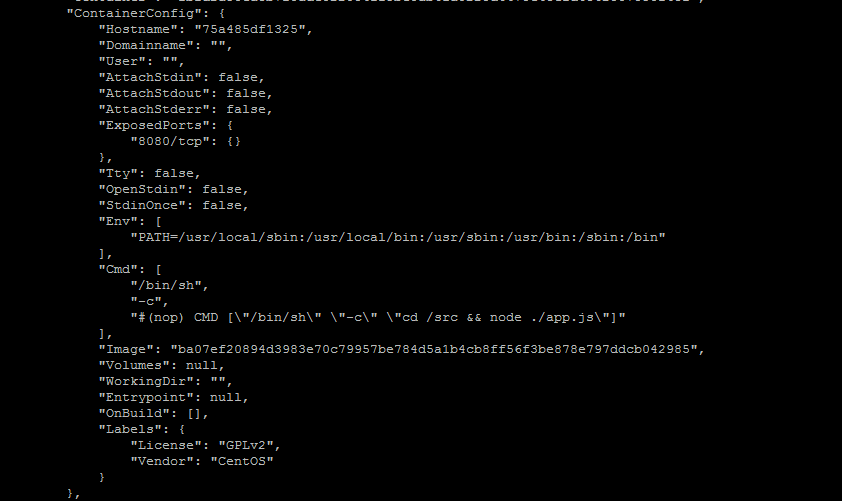 "ContainerConfig": {
"Hostname": "75a485df1325",
"Domainname": "",
"User": "",
"AttachStdin": false,
"AttachStdout": false,
"AttachStderr": false,
"ExposedPorts": {
"8080/tcp": {}
},
"Tty": false,
"OpenStdin": false,
"StdinOnce": false,
"Env": [
"PATH=/usr/local/sbin:/usr/local/bin:/usr/sbin:/usr/bin:/sbin:/bin"
],
"Cmd": [
"/bin/sh",
"-c",
"#(nop) CMD [\"/bin/sh\" \"-c\" \"cd /src && node ./app.js\"]"
],
"Image": "ba07ef20894d3983e70c79957be784d5a1b4cb8ff56f3be878e797ddcb042985",
"Volumes": null,
"WorkingDir": "",
"Entrypoint": null,
"OnBuild": [],
"Labels": {
"License": "GPLv2",
"Vendor": "CentOS"
}
},